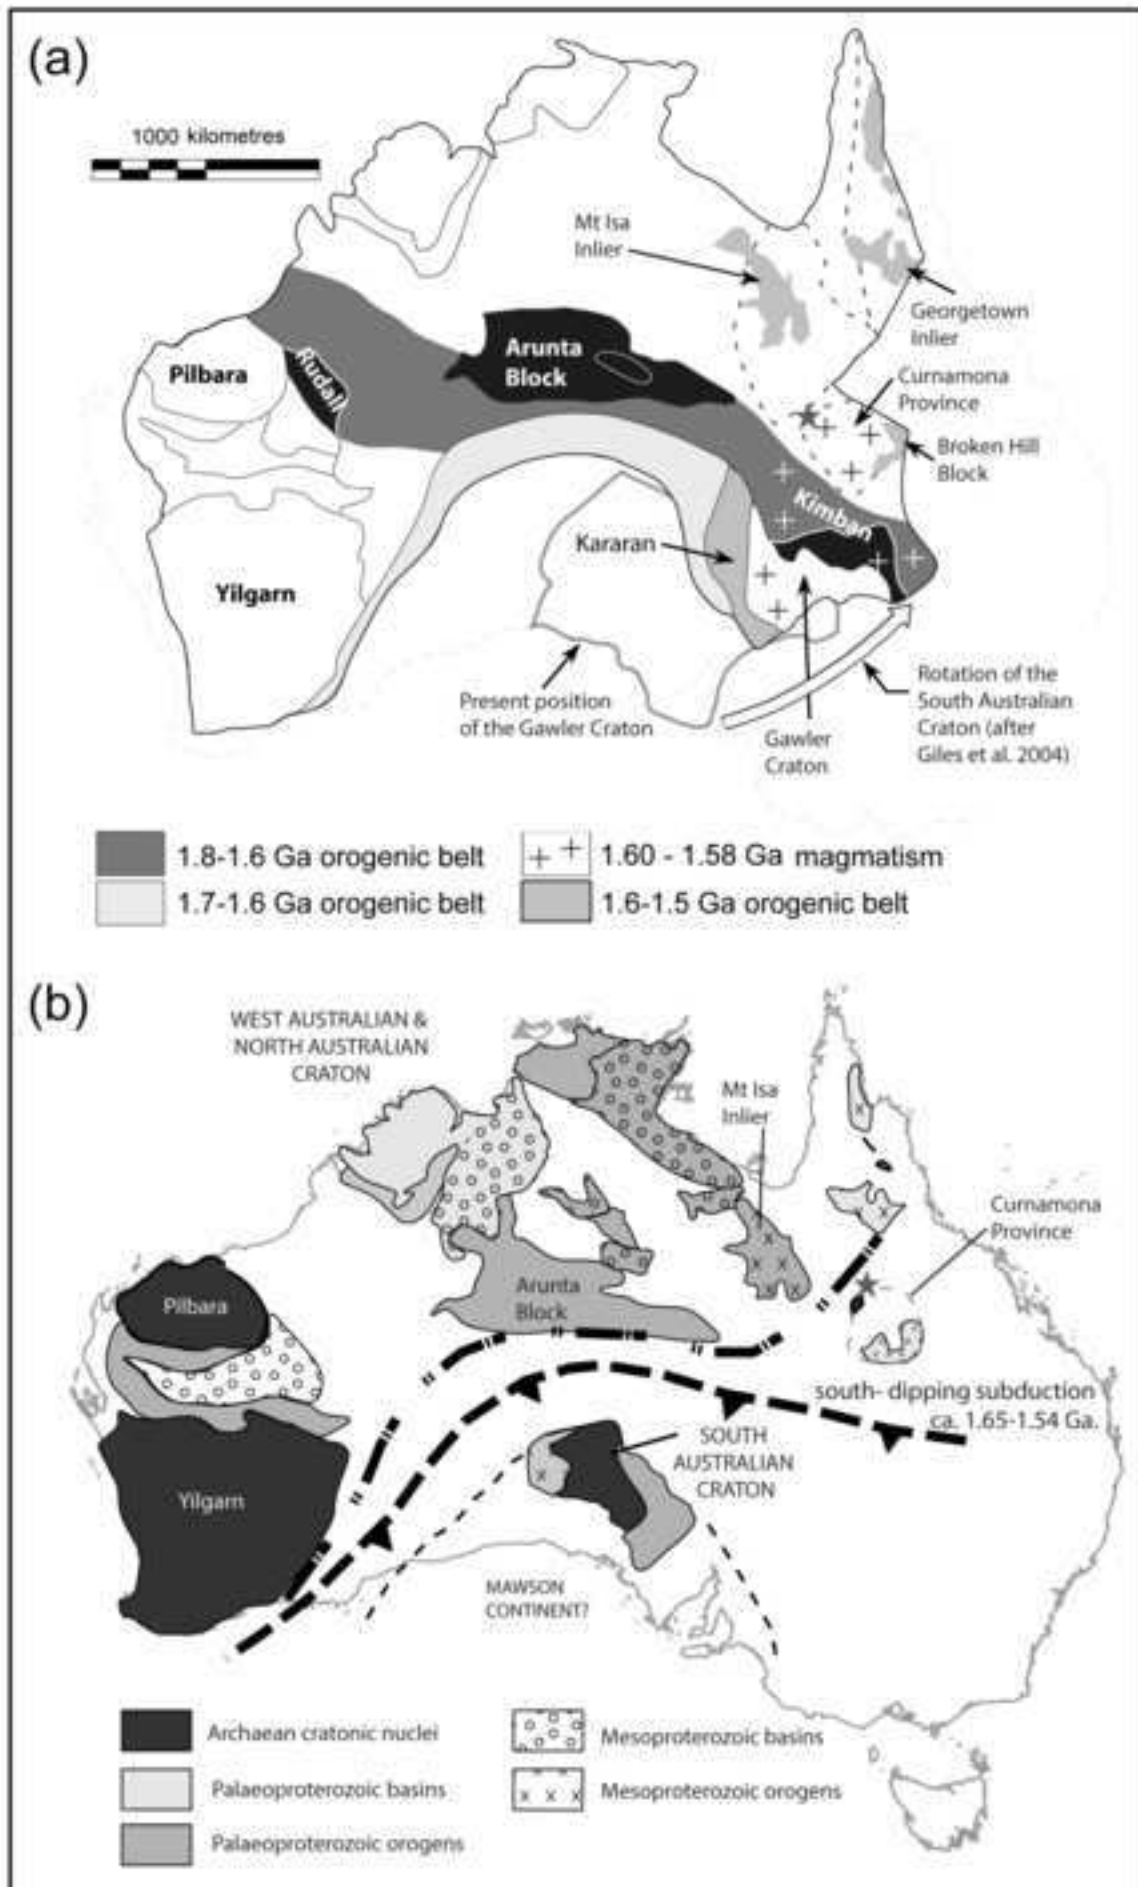 (a)
1000 kilometres
Mt Isa
Inlier
Georgetown
Inlier
Arunta
Block
Pilbara
Rudall
Curnamona
Province
Broken Hill
Block
Kimban
Kararan
Yilgarn
Present position
of the Gawler Craton
Gawler
Craton
Rotation of the
South Australian
Craton (after
Giles et al. 2004)
1.8-1.6 Ga orogenic belt
1.60 - 1.58 Ga magmatism
1.7-1.6 Ga orogenic belt
1.6-1.5 Ga orogenic belt
(b)
WEST AUSTRALIAN &
NORTH AUSTRALIAN
CRATON
Mt Isa
Inlier
Curnamona
Province
Pilbara
Arunta
Block
south- dipping subduction
ca. 1.65-1.54 Ga.
SOUTH
AUSTRALIAN
CRATON
Yilgarn
MAWSON
CONTINENT?
Archaean cratonic nuclei
Mesoproterozoic basins
Palaeoproterozoic basins
Mesoproterozoic orogens
Palaeoproterozoic orogens